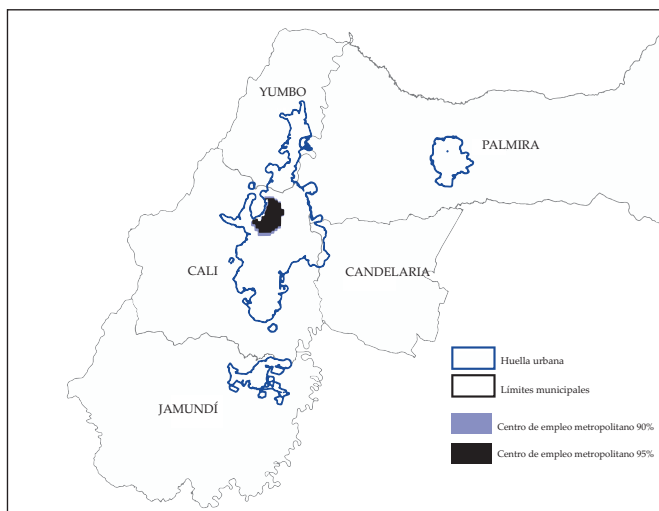 YUMBO
PALMIRA
CALI
CANDELARIA
JAMUNDÍ
Huella urbana
Límites municipales
Centro de empleo metropolitano 90%
Centro de empleo metropolitano 95%